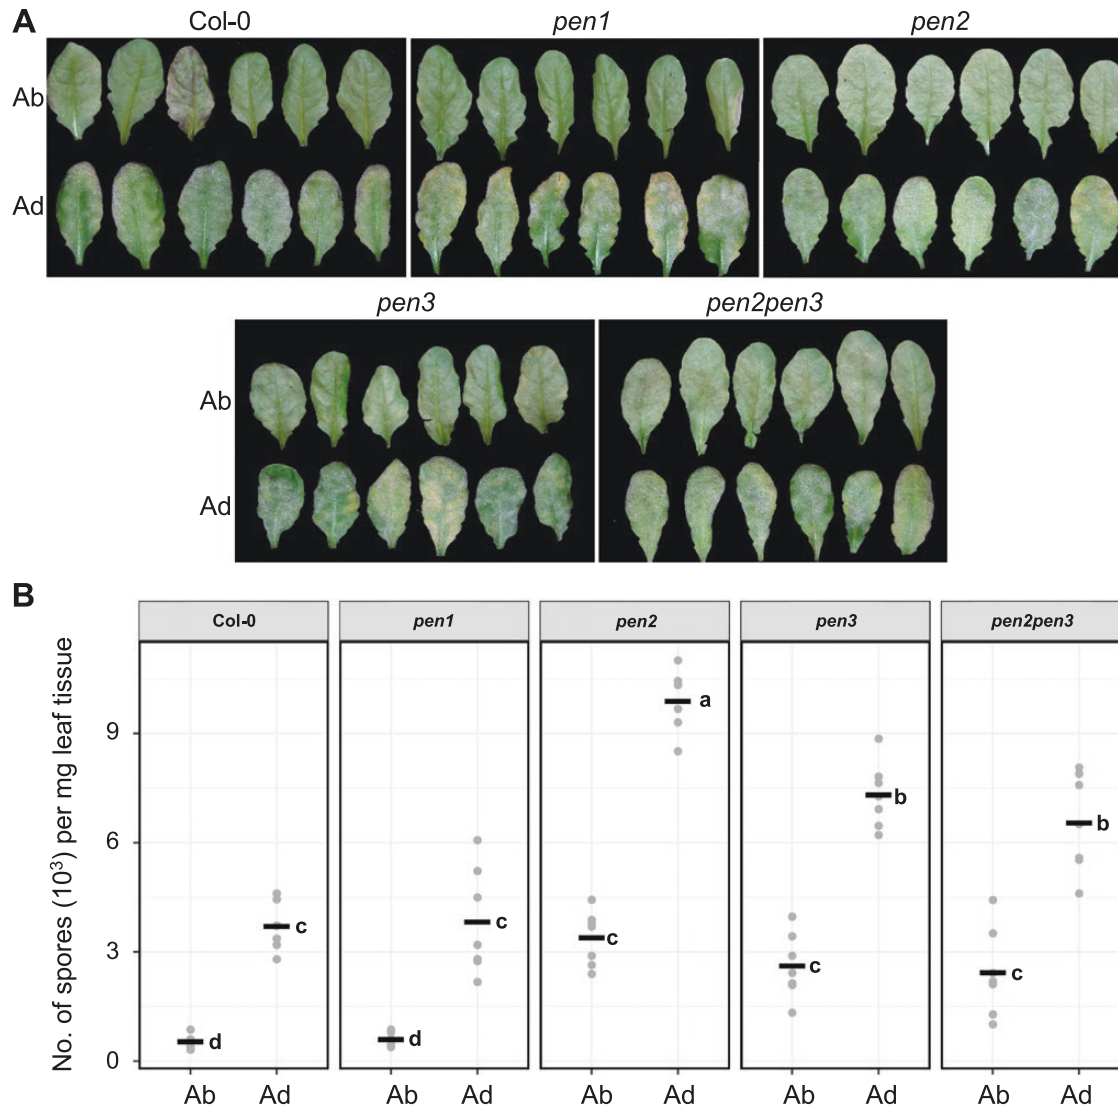 A
Col-0 pen1 pen2
Ab
Ad
pen3 pen2pen3
Ab
Ad
B
Col-0 pen1 pen2 pen3 pen2pen3
No. of spores (10³) per mg leaf tissue
9
6
3
0
d c
d c
c a
c b
c b
Ab Ad Ab Ad Ab Ad Ab Ad Ab Ad